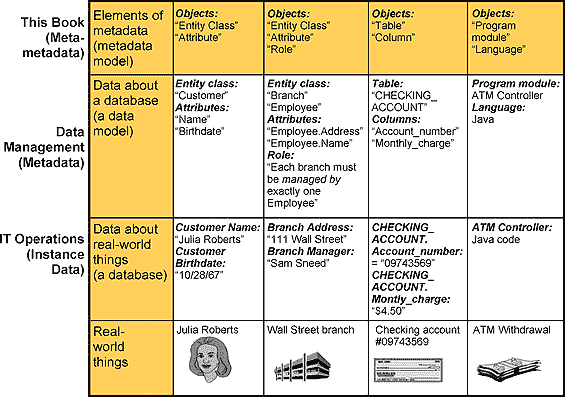 This Book
(Meta-
metadata)
Elements of
metadata
(metadata
model)
Objects:
“Entity Class”
“Attribute”
Objects:
“Entity Class”
“Attribute”
“Role”
Objects:
“Table”
“Column”
Objects:
“Program
module”
“Language”
Data
Management
(Metadata)
Data about
a database
(a data
model)
Entity class:
“Customer”
Attributes:
“Name”
“Birthdate”
Entity class:
“Branch”
“Employee”
Attributes:
“Employee.Address”
“Employee.Name”
Role:
“Each branch must
be managed by
exactly one
Employee”
Table:
“CHECKING_
ACCOUNT”
Columns:
“Account_number”
“Monthly_charge”
Program module:
ATM Controller
Language:
Java
IT Operations
(Instance
Data)
Data about
real-world
things
(a database)
Customer Name:
“Julia Roberts”
Customer
Birthdate:
“10/28/67”
Branch Address:
“111 Wall Street”
Branch Manager:
“Sam Sneed”
CHECKING_
ACCOUNT.
Account_number:
= “09743569”
CHECKING_
ACCOUNT.
Montly_charge:
“$4.50”
ATM Controller:
Java code
Real-
world
things
Julia Roberts
Wall Street branch
Checking account
#09743569
ATM Withdrawal